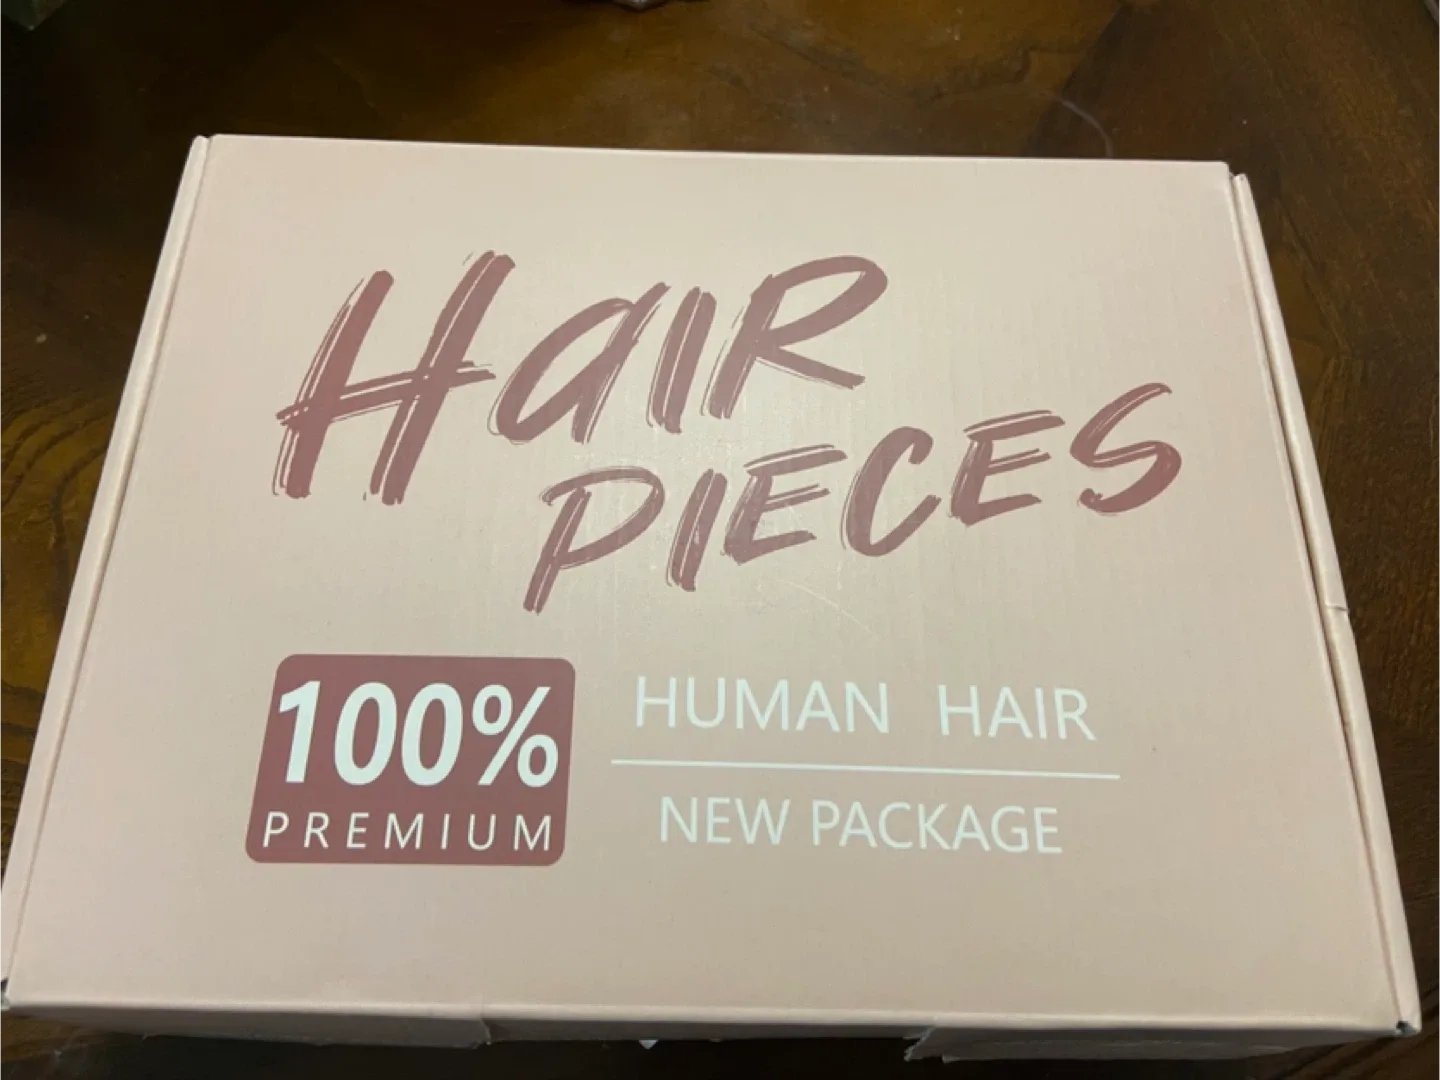 Hair
PIECES
100%
PREMIUM
HUMAN HAIR
NEW PACKAGE